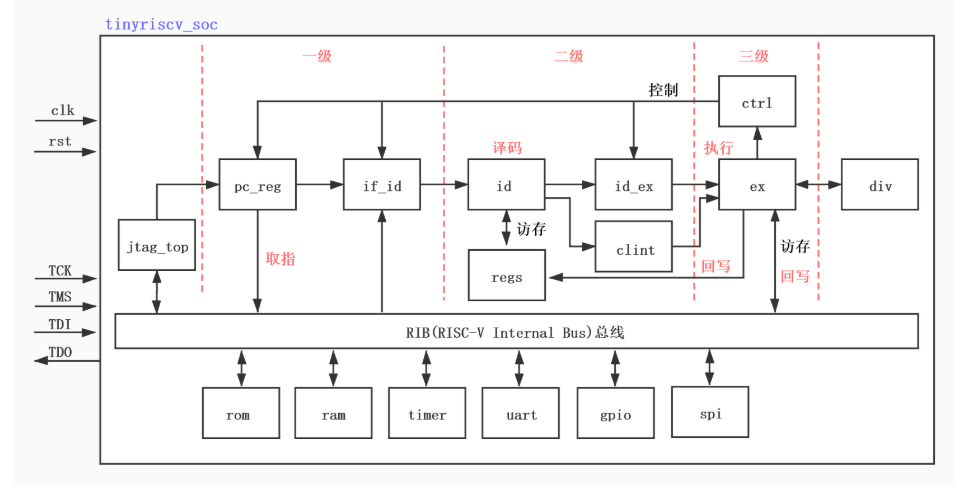 tinyriscv_soc
一级
二级
三级
控制
ctrl
clk
rst
译码
执行
pc_reg
if_id
id
id_ex
ex
div
jtag_top
取指
访存
clint
访存
regs
回写
回写
TCK
TMS
TDI
TDO
RIB(RISC-V Internal Bus)总线
rom
ram
timer
uart
gpio
spi